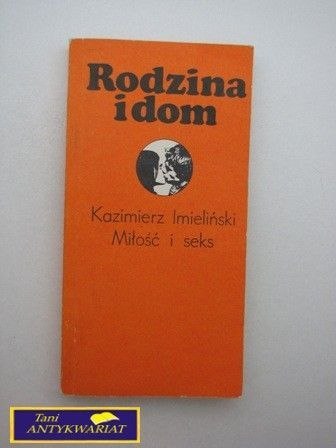 Rodzina
i dom
Kazimierz Imieliński
Miłość i seks
Tani
ANTYKWARIAT